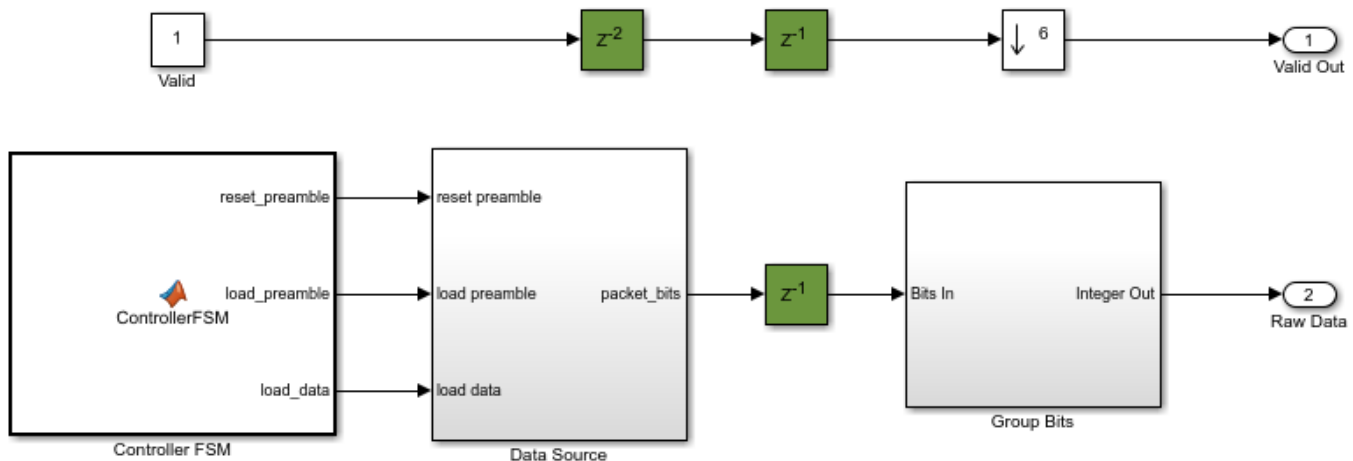 1
Valid
Z-2
Z-1
6
1
Valid Out
reset_preamble
load_preamble
ControllerFSM
load_data
Controller FSM
reset preamble
load preamble
packet_bits
load data
Data Source
Z-1
Bits In
Integer Out
Group Bits
2
Raw Data